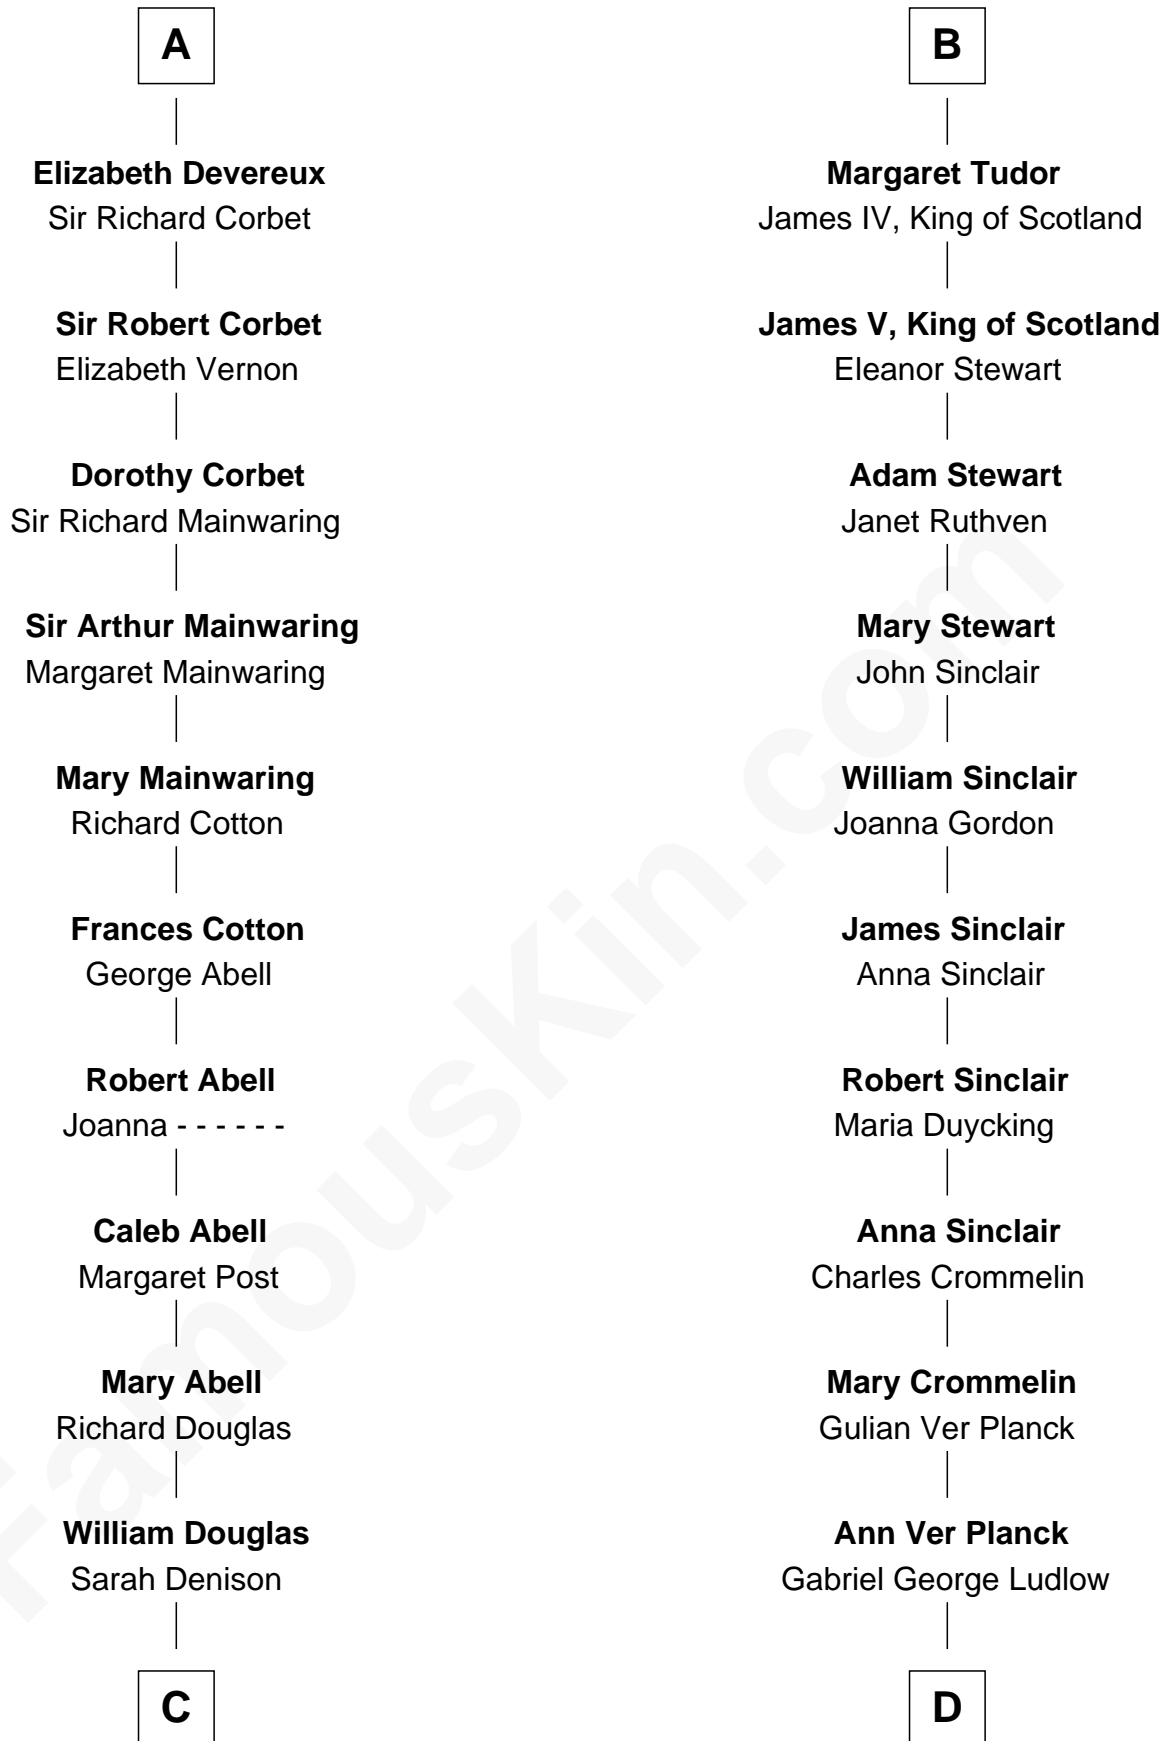 A
Elizabeth Devereux
Sir Richard Corbet
Sir Robert Corbet
Elizabeth Vernon
Dorothy Corbet
Sir Richard Mainwaring
Sir Arthur Mainwaring
Margaret Mainwaring
Mary Mainwaring
Richard Cotton
Frances Cotton
George Abell
Robert Abell
Joanna - - - - - -
Caleb Abell
Margaret Post
Mary Abell
Richard Douglas
William Douglas
Sarah Denison
C
B
Margaret Tudor
James IV, King of Scotland
James V, King of Scotland
Eleanor Stewart
Adam Stewart
Janet Ruthven
Mary Stewart
John Sinclair
William Sinclair
Joanna Gordon
James Sinclair
Anna Sinclair
Robert Sinclair
Maria Duycking
Anna Sinclair
Charles Crommelin
Mary Crommelin
Gulian Ver Planck
Ann Ver Planck
Gabriel George Ludlow
D
FamousKin.com